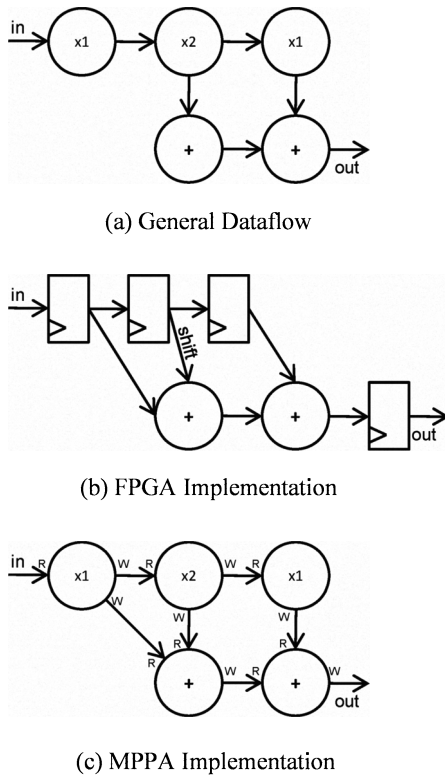 in x1 x2 x1
+ + out
(a) General Dataflow
in
shift
+ + out
(b) FPGA Implementation
in R x1 W R x2 W R x1
W W W
R R R
+ W R + W
out
(c) MPPA Implementation